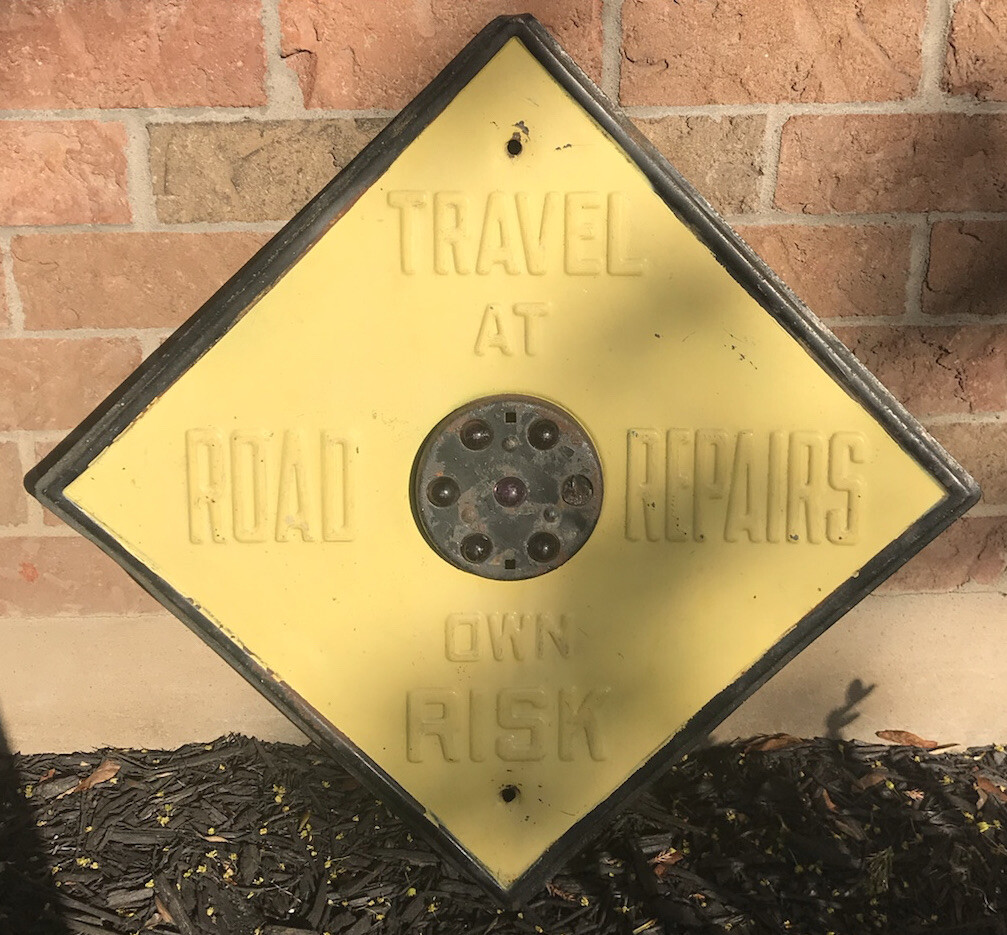 TRAVEL
AT
ROAD REPAIRS
OWN
RISK